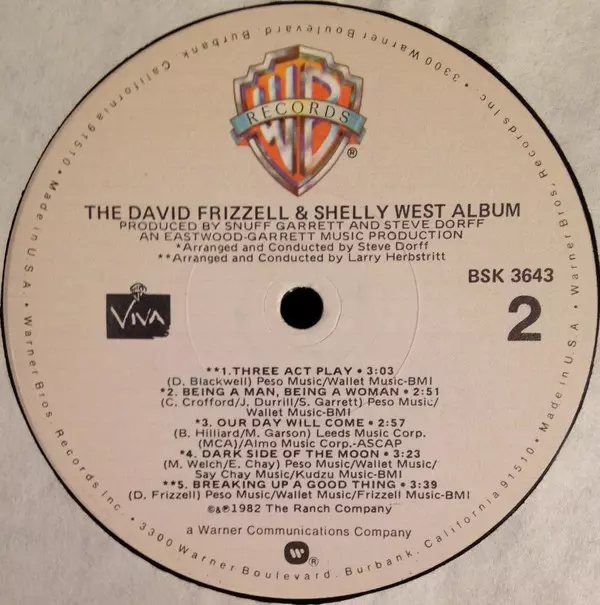 WB
RECORDS
®
THE DAVID FRIZZELL & SHELLY WEST ALBUM
PRODUCED BY SNUFF GARRETT AND STEVE DORFF
AN EASTWOOD-GARRETT MUSIC PRODUCTION
*Arranged and Conducted by Steve Dorff
**Arranged and Conducted by Larry Herbstritt
BSK 3643
2
VIVA
**1.THREE ACT PLAY • 3:03
(D. Blackwell) Peso Music/Wallet Music-BMI
*2. BEING A MAN, BEING A WOMAN • 2:51
(C. Crofford/J. Durrill/S. Garrett) Peso Music/
Wallet Music-BMI
*3. OUR DAY WILL COME • 2:57
(B. Hilliard/M. Garson) Leeds Music Corp.
(MCA)/Almo Music Corp.-ASCAP
*4. DARK SIDE OF THE MOON • 3:23
(M. Welch/E. Chay) Peso Music/Wallet Music/
Say Chay Music/Kudzu Music-BMI
**5. BREAKING UP A GOOD THING • 3:39
(D. Frizzell) Peso Music/Wallet Music/Frizzell Music-BMI
©&℗1982 The Ranch Company
a Warner Communications Company
®
Warner Bros. Records Inc. • 3300 Warner Boulevard, Burbank, California 91510 • Made in U.S.A. •
Warner Bros. Records Inc. • 3300 Warner Boulevard, Burbank, California 91510 • Made in U.S.A. •